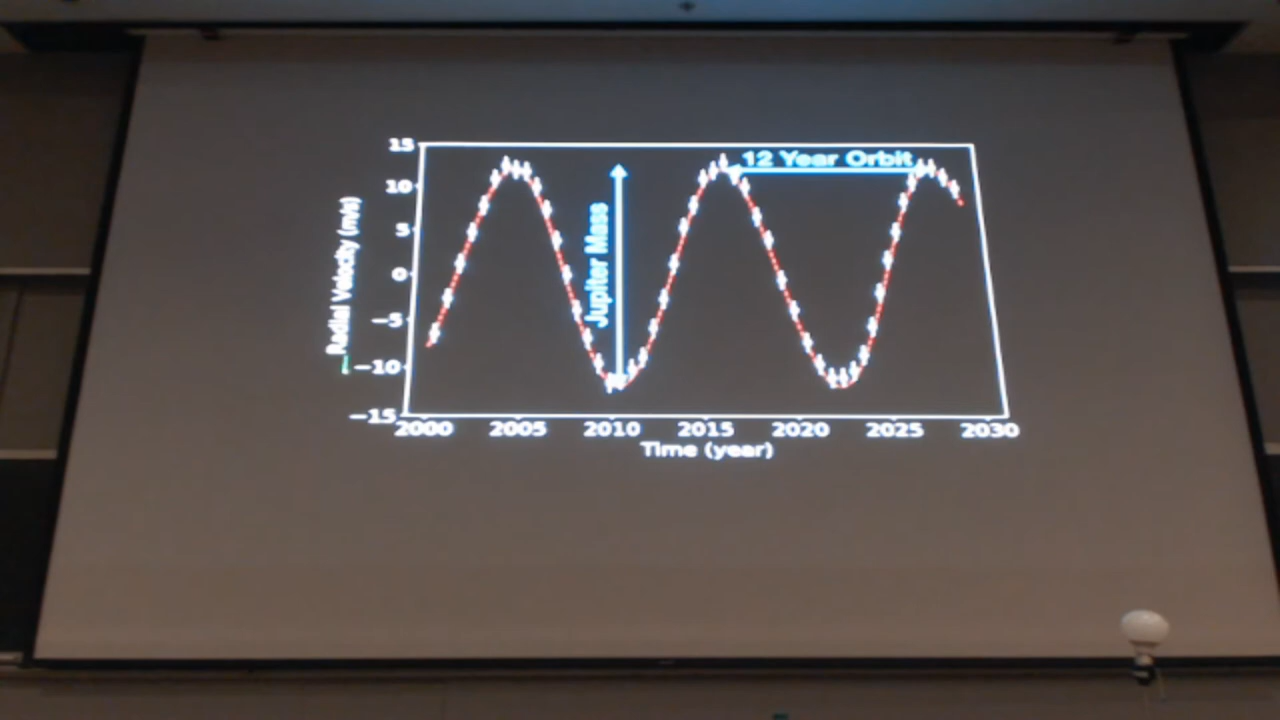 15
10
5
0
−5
−10
−15
Radial Velocity (m/s)
Jupiter Mass
12 Year Orbit
2000 2005 2010 2015 2020 2025 2030
Time (year)